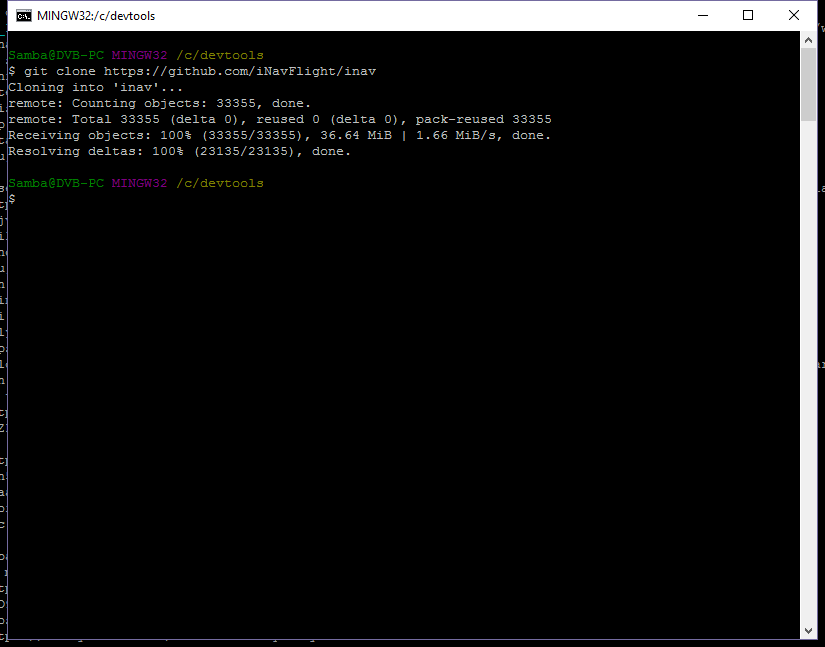 MINGW32:/c/devtools
Samba@DVB-PC MINGW32 /c/devtools
$ git clone https://github.com/iNavFlight/inav
Cloning into 'inav'...
remote: Counting objects: 33355, done.
remote: Total 33355 (delta 0), reused 0 (delta 0), pack-reused 33355
Receiving objects: 100% (33355/33355), 36.64 MiB | 1.66 MiB/s, done.
Resolving deltas: 100% (23135/23135), done.
Samba@DVB-PC MINGW32 /c/devtools
$